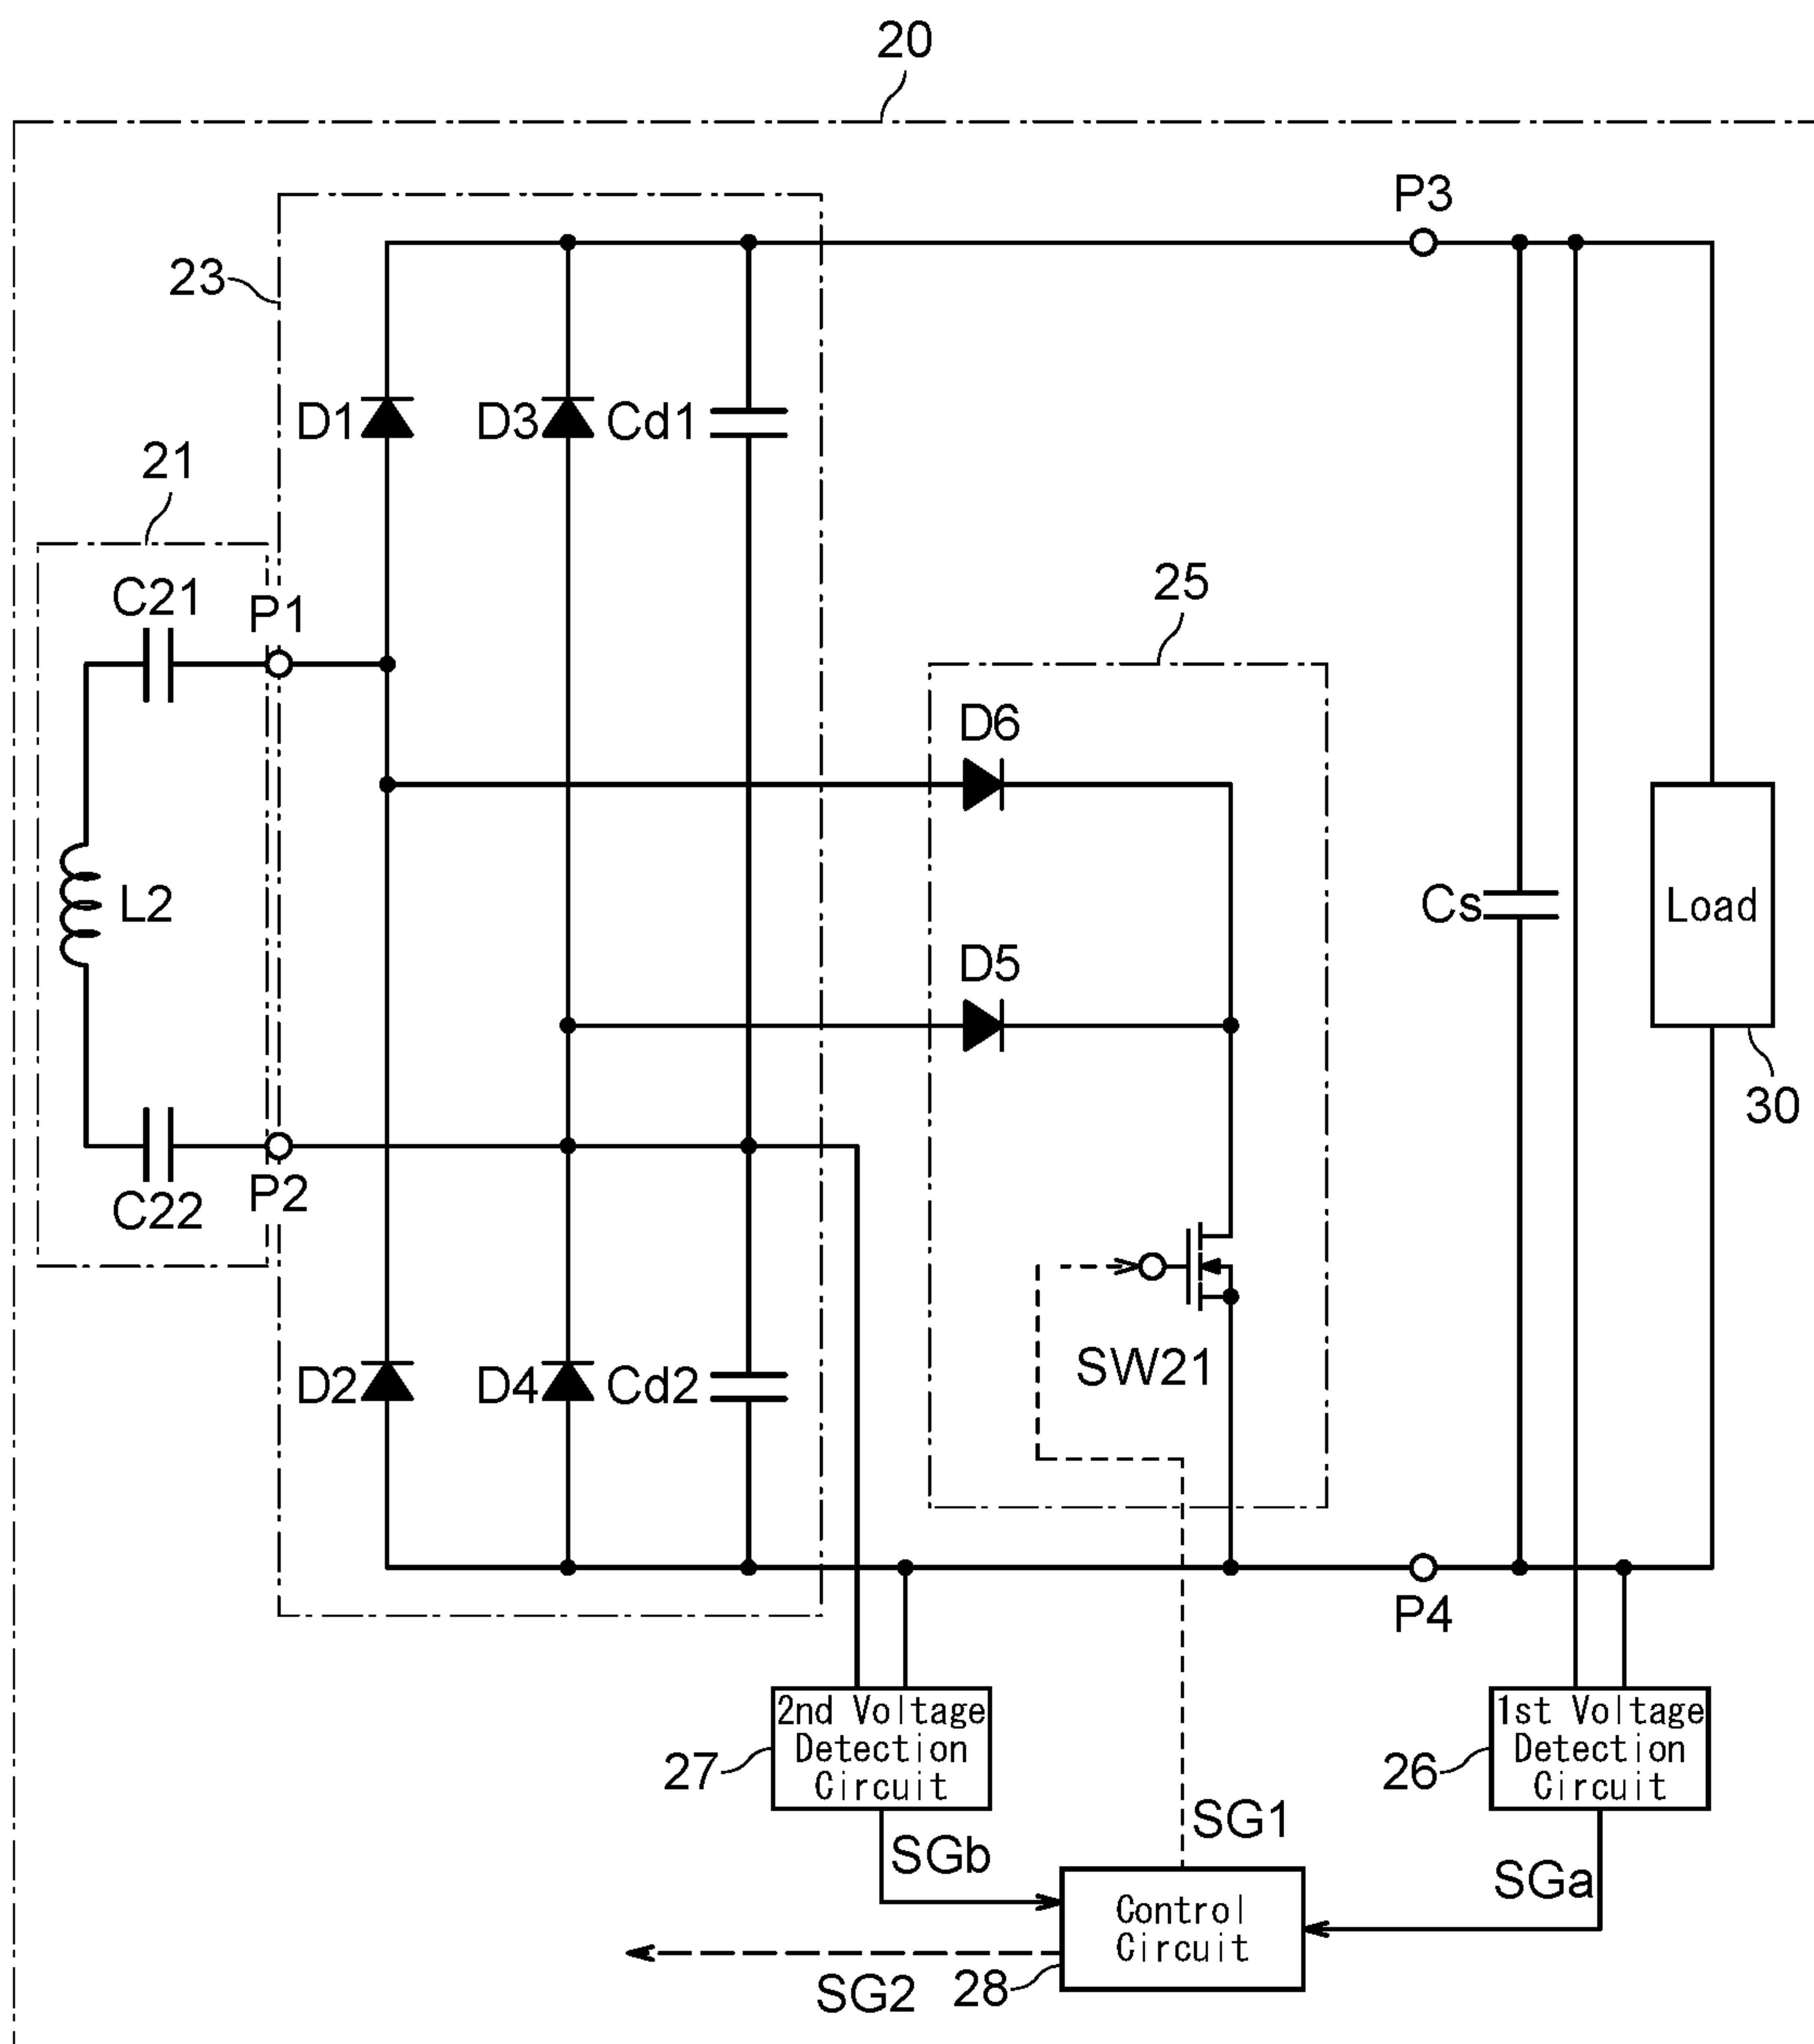 20
P3
23
D1
D3
Cd1
21
C21
P1
25
D6
L2
Cs
Load
D5
30
C22
P2
SW21
D2
D4
Cd2
P4
2nd Voltage
Detection
Circuit
27
1st Voltage
Detection
Circuit
26
SG1
SGb
SGa
Control
Circuit
SG2
28